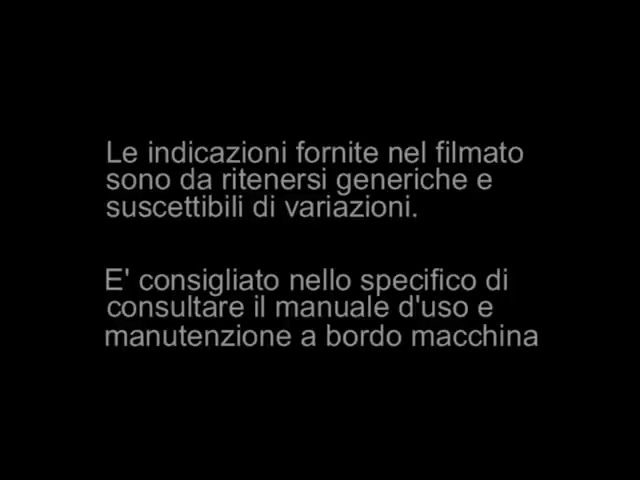 Le indicazioni fornite nel filmato
sono da ritenersi generiche e
suscettibili di variazioni.
E' consigliato nello specifico di
consultare il manuale d'uso e
manutenzione a bordo macchina